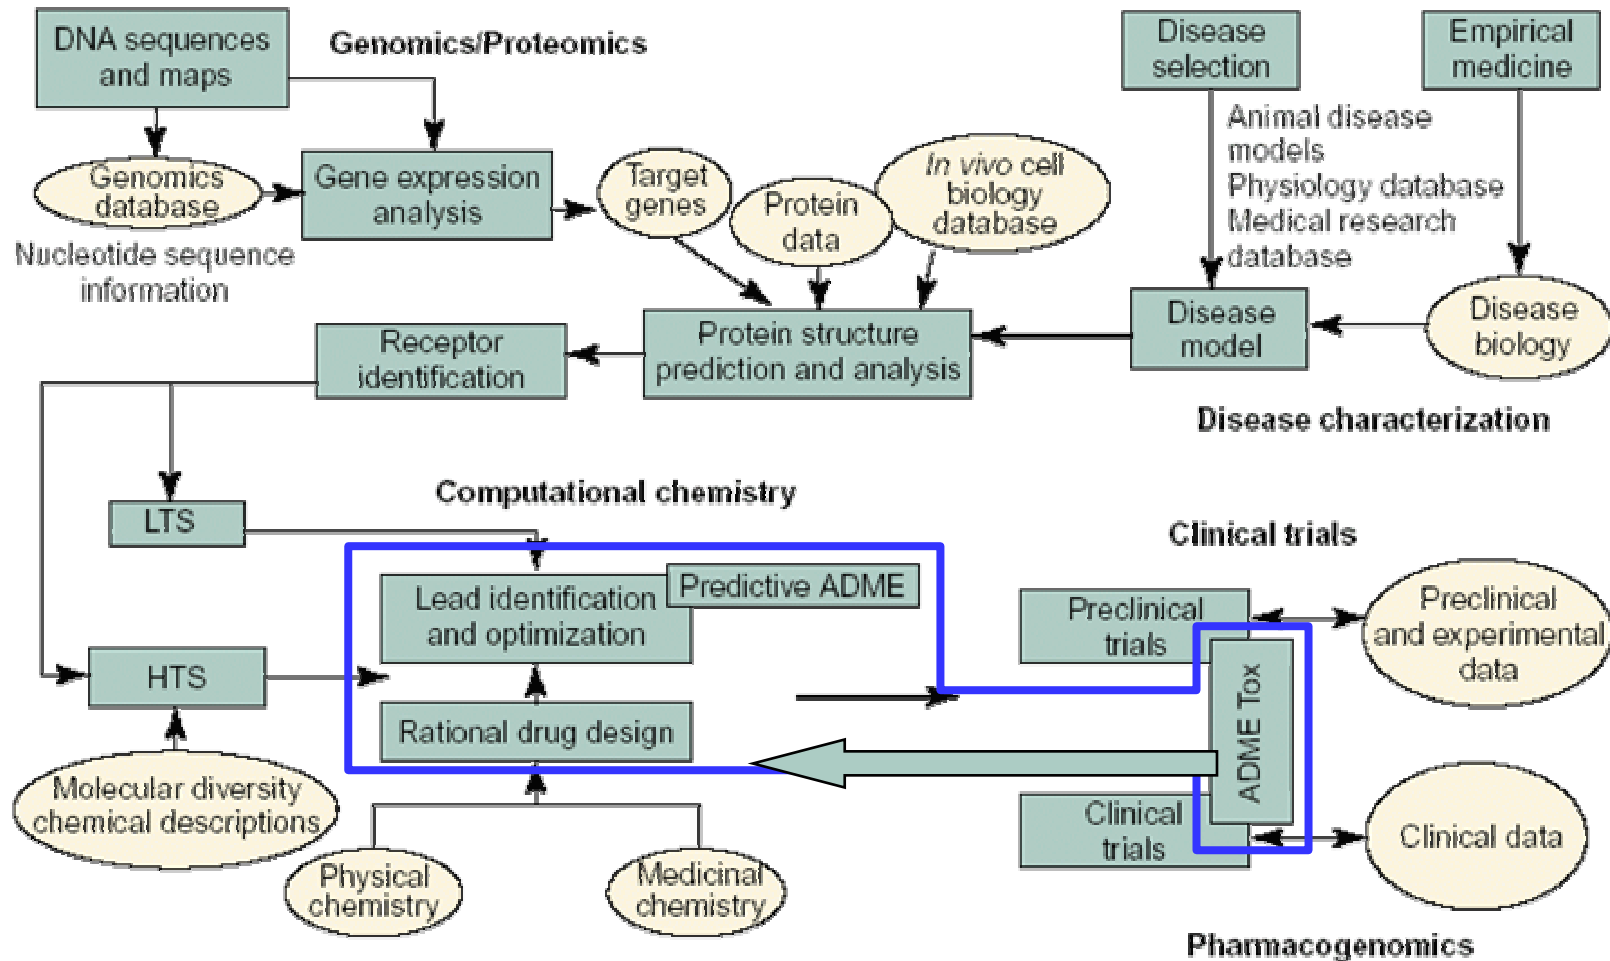 DNA sequences
and maps
Genomics/Proteomics
Disease
selection
Empirical
medicine
Animal disease
models
Physiology database
Medical research
database
Genomics
database
Nucleotide sequence
information
Gene expression
analysis
Target
genes
Protein
data
In vivo cell
biology
database
Receptor
identification
Protein structure
prediction and analysis
Disease
model
Disease
biology
Disease characterization
Computational chemistry
LTS
Lead identification
and optimization
Predictive ADME
HTS
Rational drug design
Molecular diversity
chemical descriptions
Physical
chemistry
Medicinal
chemistry
Clinical trials
Preclinical
trials
Preclinical
and experimental
data
ADME Tox
Clinical
trials
Clinical data
Pharmacogenomics